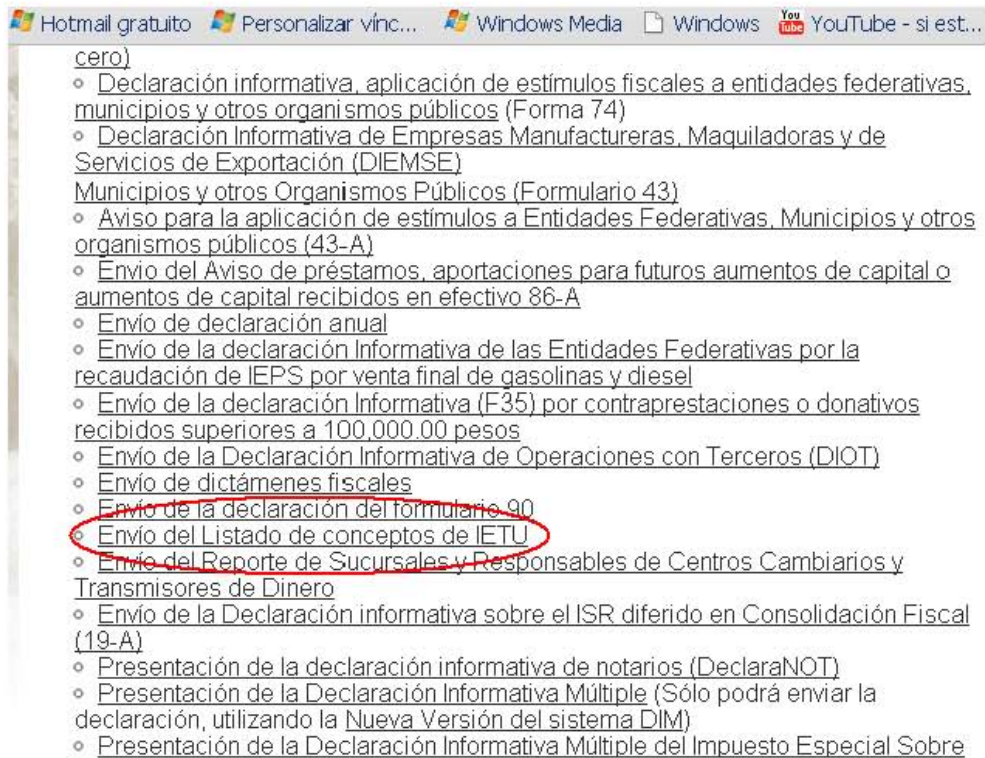 Hotmail gratuito Personalizar vínc... Windows Media Windows You Tube YouTube - si est...
cero)
Declaración informativa, aplicación de estímulos fiscales a entidades federativas,
municipios y otros organismos públicos (Forma 74)
Declaración Informativa de Empresas Manufactureras, Maquiladoras y de
Servicios de Exportación (DIEMSE)
Municipios y otros Organismos Públicos (Formulario 43)
Aviso para la aplicación de estímulos a Entidades Federativas, Municipios y otros
organismos públicos (43-A)
Envio del Aviso de préstamos, aportaciones para futuros aumentos de capital o
aumentos de capital recibidos en efectivo 86-A
Envío de declaración anual
Envío de la declaración Informativa de las Entidades Federativas por la
recaudación de IEPS por venta final de gasolinas y diesel
Envío de la declaración Informativa (F35) por contraprestaciones o donativos
recibidos superiores a 100,000.00 pesos
Envío de la Declaración Informativa de Operaciones con Terceros (DIOT)
Envío de dictámenes fiscales
Envío de la declaración del formulario 90
Envío del Listado de conceptos de IETU
Envío del Reporte de Sucursales y Responsables de Centros Cambiarios y
Transmisores de Dinero
Envío de la Declaración informativa sobre el ISR diferido en Consolidación Fiscal
(19-A)
Presentación de la declaración informativa de notarios (DeclaraNOT)
Presentación de la Declaración Informativa Múltiple (Sólo podrá enviar la
declaración, utilizando la Nueva Versión del sistema DIM)
Presentación de la Declaración Informativa Múltiple del Impuesto Especial Sobre